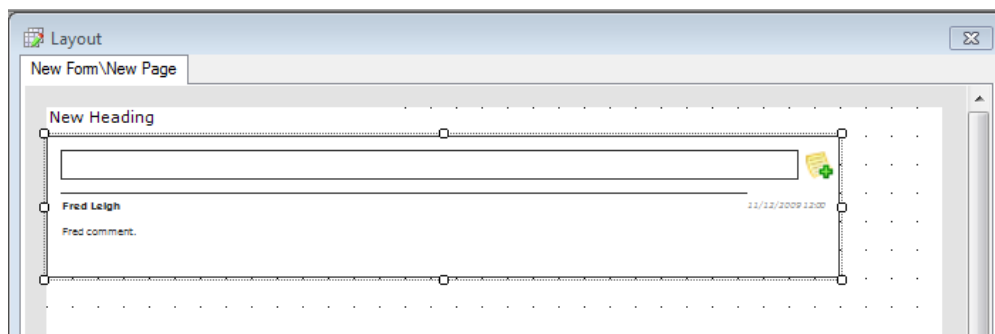 Layout
New Form\New Page
New Heading
Fred Leigh 11/12/2009 12:00
Fred comment.